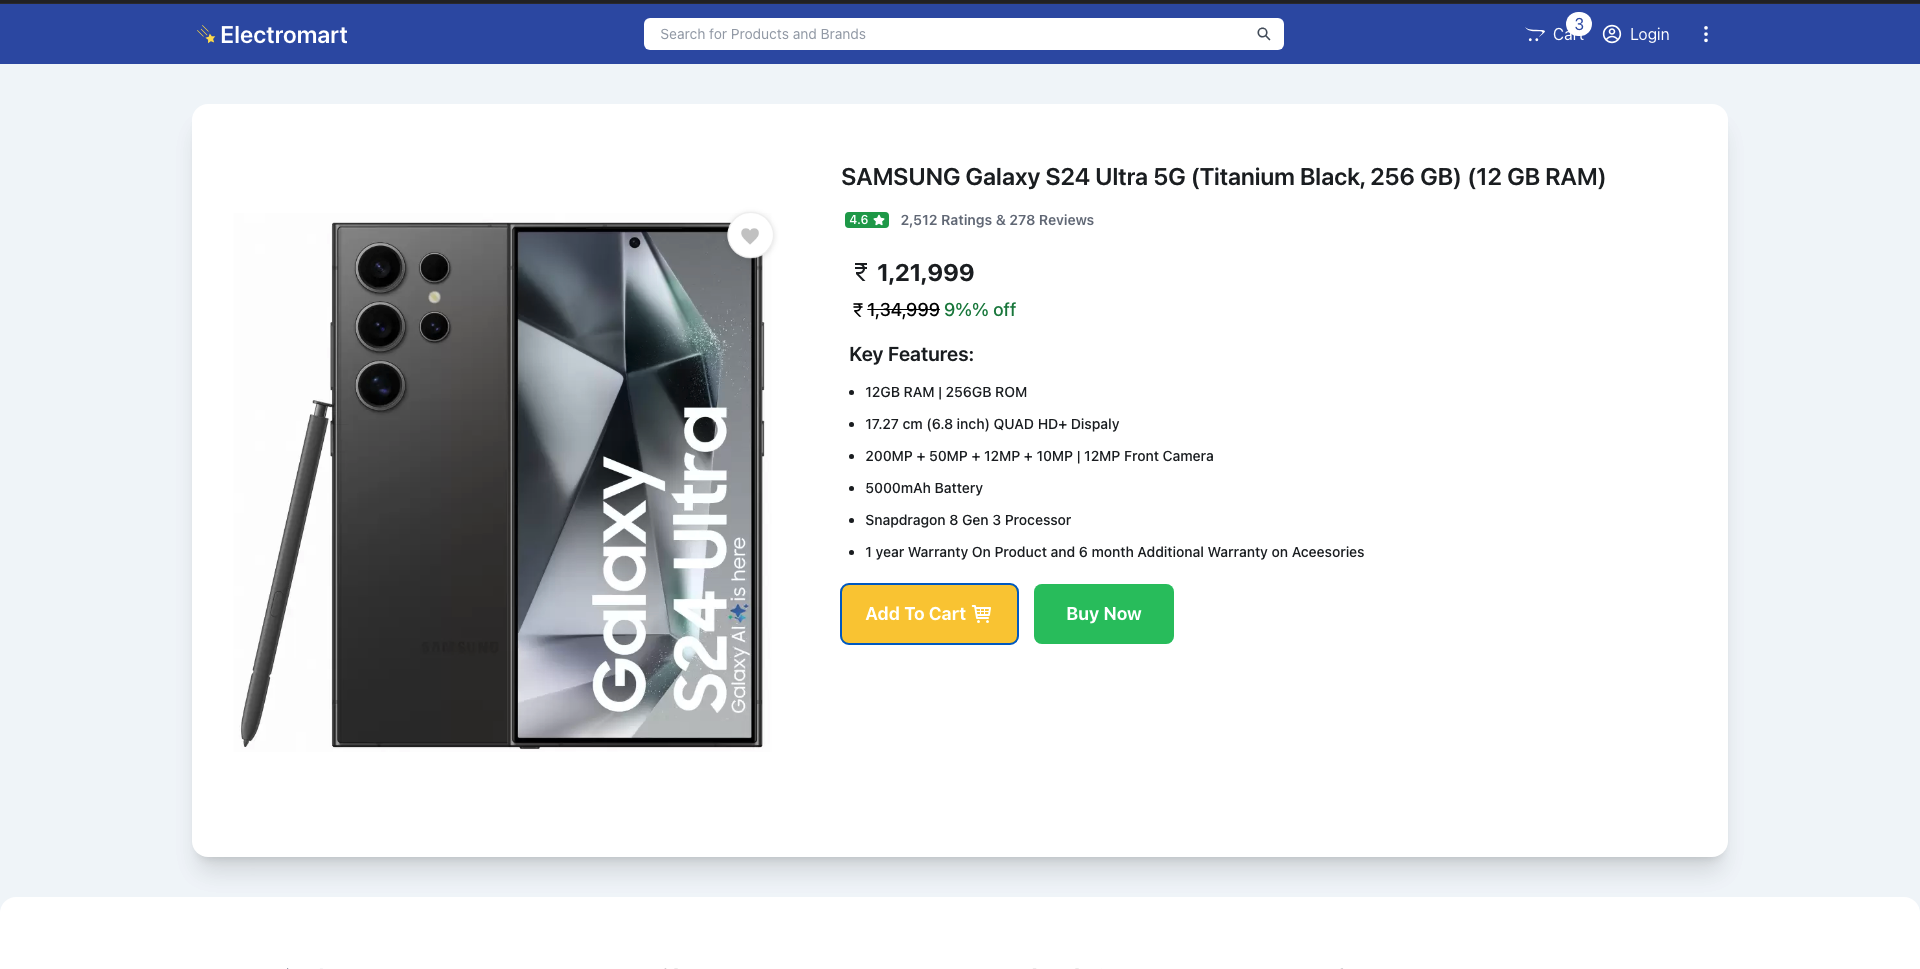 Electromart
Search for Products and Brands
Cart
3
Login
SAMSUNG Galaxy S24 Ultra 5G (Titanium Black, 256 GB) (12 GB RAM)
4.6
2,512 Ratings & 278 Reviews
₹ 1,21,999
₹ 1,34,999 9%% off
Key Features:
12GB RAM | 256GB ROM
17.27 cm (6.8 inch) QUAD HD+ Dispaly
200MP + 50MP + 12MP + 10MP | 12MP Front Camera
5000mAh Battery
Snapdragon 8 Gen 3 Processor
1 year Warranty On Product and 6 month Additional Warranty on Aceesories
Add To Cart
Buy Now
SAMSUNG
Galaxy
S24 Ultra
Galaxy AI is here